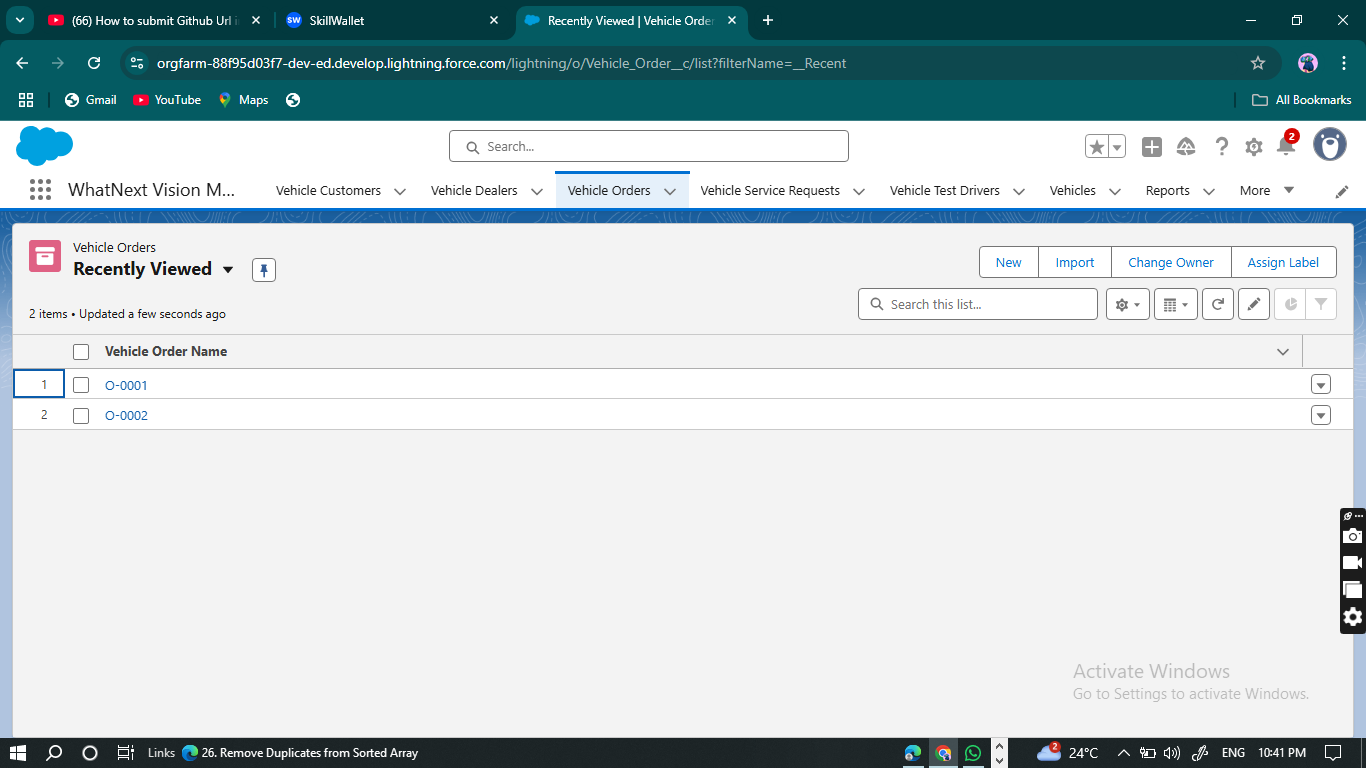 (66) How to submit Github Url i
SW SkillWallet
Recently Viewed | Vehicle Order
orgfarm-88f95d03f7-dev-ed.develop.lightning.force.com/lightning/o/Vehicle_Order__c/list?filterName=__Recent
Gmail YouTube Maps All Bookmarks
Search... 2
WhatNext Vision M... Vehicle Customers Vehicle Dealers Vehicle Orders Vehicle Service Requests Vehicle Test Drivers Vehicles Reports More
Vehicle Orders
Recently Viewed
New Import Change Owner Assign Label
2 items • Updated a few seconds ago
Search this list...
Vehicle Order Name
1 O-0001
2 O-0002
Activate Windows
Go to Settings to activate Windows.
Links 26. Remove Duplicates from Sorted Array 2 24°C ENG 10:41 PM